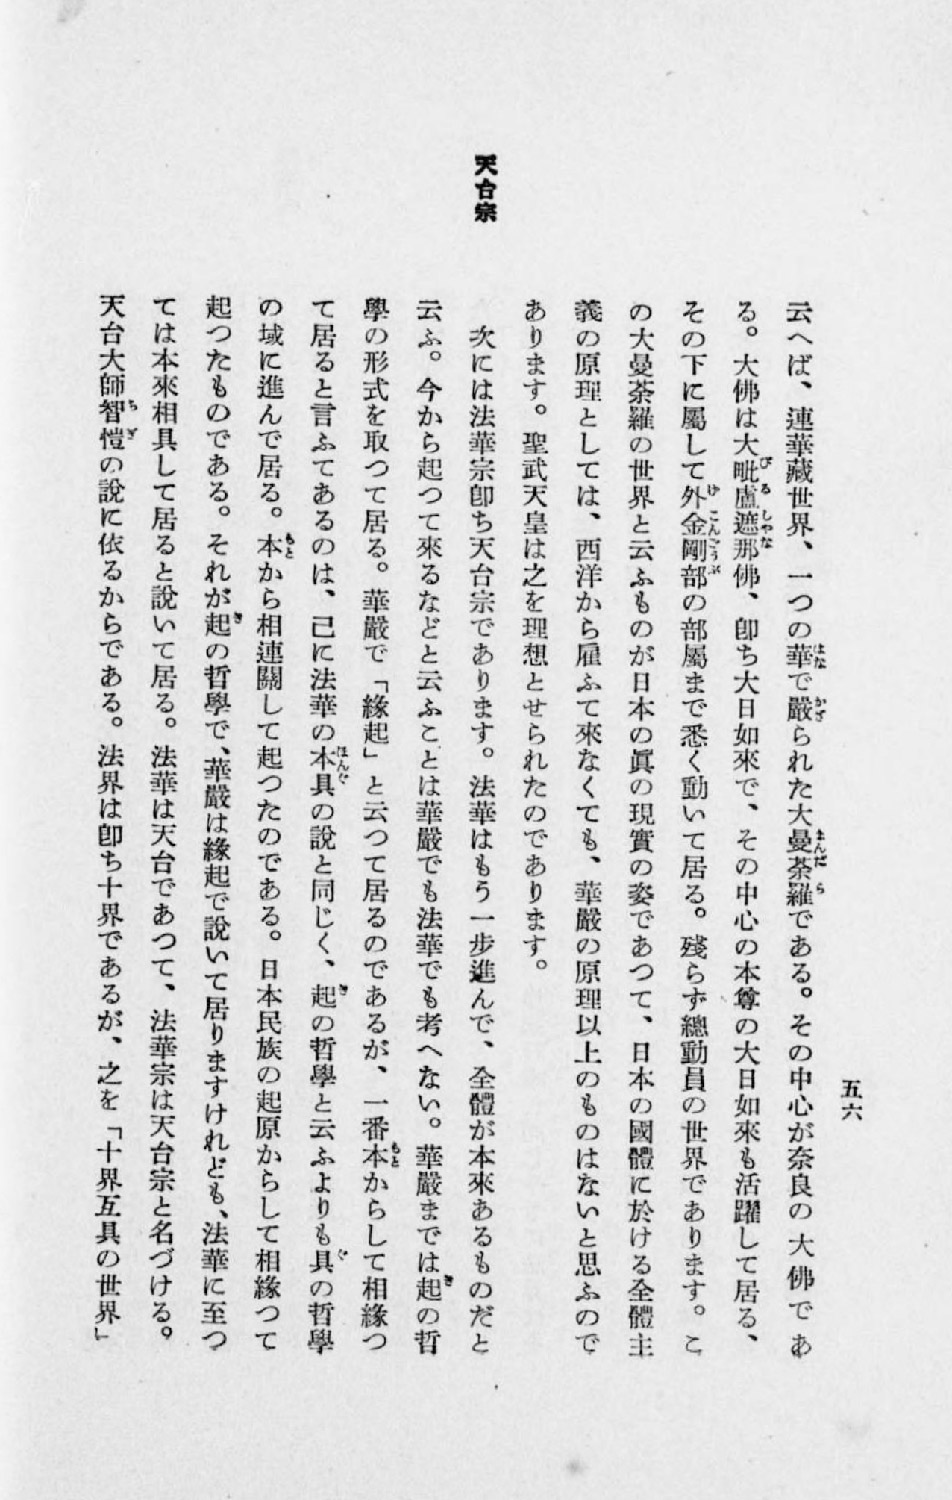 五六
云へば、連華藏世界、一つの華で嚴られた大曼荼羅である。その中心が奈良の大佛であ
る。大佛は大毗盧遮那佛、卽ち大日如來で、その中心の本尊の大日如來も活躍して居る、
その下に屬して外金剛部の部屬まで悉く動いて居る。殘らず總動員の世界であります。こ
の大曼荼羅の世界と云ふものが日本の眞の現實の姿であつて、日本の國體に於ける全體主
義の原理としては、西洋から雇ふて來なくても、華嚴の原理以上のものはないと思ふので
あります。聖武天皇は之を理想とせられたのであります。
天台宗
次には法華宗卽ち天台宗であります。法華はもう一步進んで、全體が本來あるものだと
云ふ。今から起つて來るなどと云ふことは華嚴でも法華でも考へない。華嚴までは起の哲
學の形式を取つて居る。華嚴で「緣起」と云つて居るのであるが、一番本からして相緣つ
て居ると言ふてあるのは、己に法華の本具の說と同じく、起の哲學と云ふよりも具の哲學
の域に進んで居る。本から相連關して起つたのである。日本民族の起原からして相緣つて
起つたものである。それが起の哲學で、華嚴は緣起で說いて居りますけれども、法華に至つ
ては本來相具して居ると說いて居る。法華は天台であつて、法華宗は天台宗と名づける。
天台大師智愷の說に依るからである。法界は卽ち十界であるが、之を「十界互具の世界」